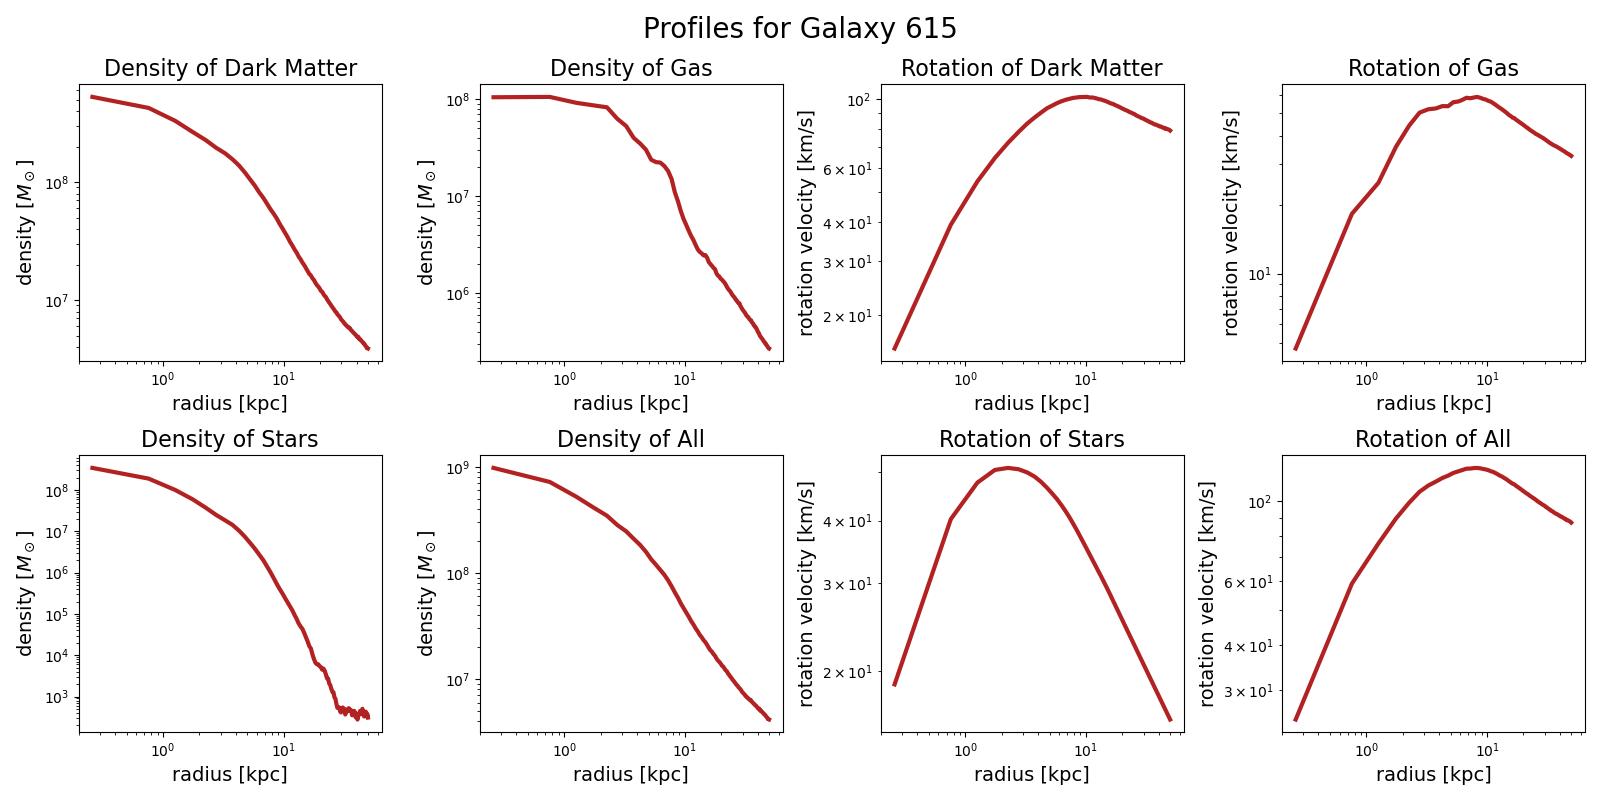 Profiles for Galaxy 615
Density of Dark Matter
density [M⊙]
10⁸
10⁷
10⁰ 10¹
radius [kpc]
Density of Gas
density [M⊙]
10⁸
10⁷
10⁶
10⁰ 10¹
radius [kpc]
Rotation of Dark Matter
rotation velocity [km/s]
10²
6 × 10¹
4 × 10¹
3 × 10¹
2 × 10¹
10⁰ 10¹
radius [kpc]
Rotation of Gas
rotation velocity [km/s]
10¹
10⁰ 10¹
radius [kpc]
Density of Stars
density [M⊙]
10⁸
10⁷
10⁶
10⁵
10⁴
10³
10⁰ 10¹
radius [kpc]
Density of All
density [M⊙]
10⁹
10⁸
10⁷
10⁰ 10¹
radius [kpc]
Rotation of Stars
rotation velocity [km/s]
4 × 10¹
3 × 10¹
2 × 10¹
10⁰ 10¹
radius [kpc]
Rotation of All
rotation velocity [km/s]
10²
6 × 10¹
4 × 10¹
3 × 10¹
10⁰ 10¹
radius [kpc]